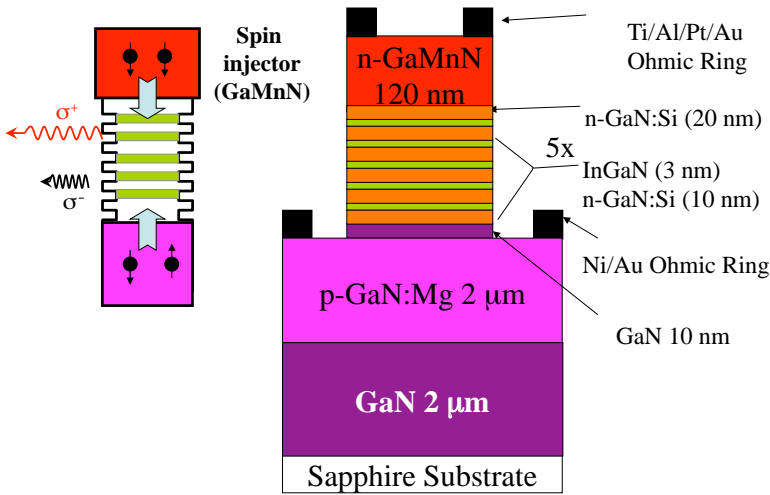 Spin
injector
(GaMnN)
σ+
σ-
n-GaMnN
120 nm
Ti/Al/Pt/Au
Ohmic Ring
n-GaN:Si (20 nm)
5x
InGaN (3 nm)
n-GaN:Si (10 nm)
Ni/Au Ohmic Ring
p-GaN:Mg 2 μm
GaN 10 nm
GaN 2 μm
Sapphire Substrate